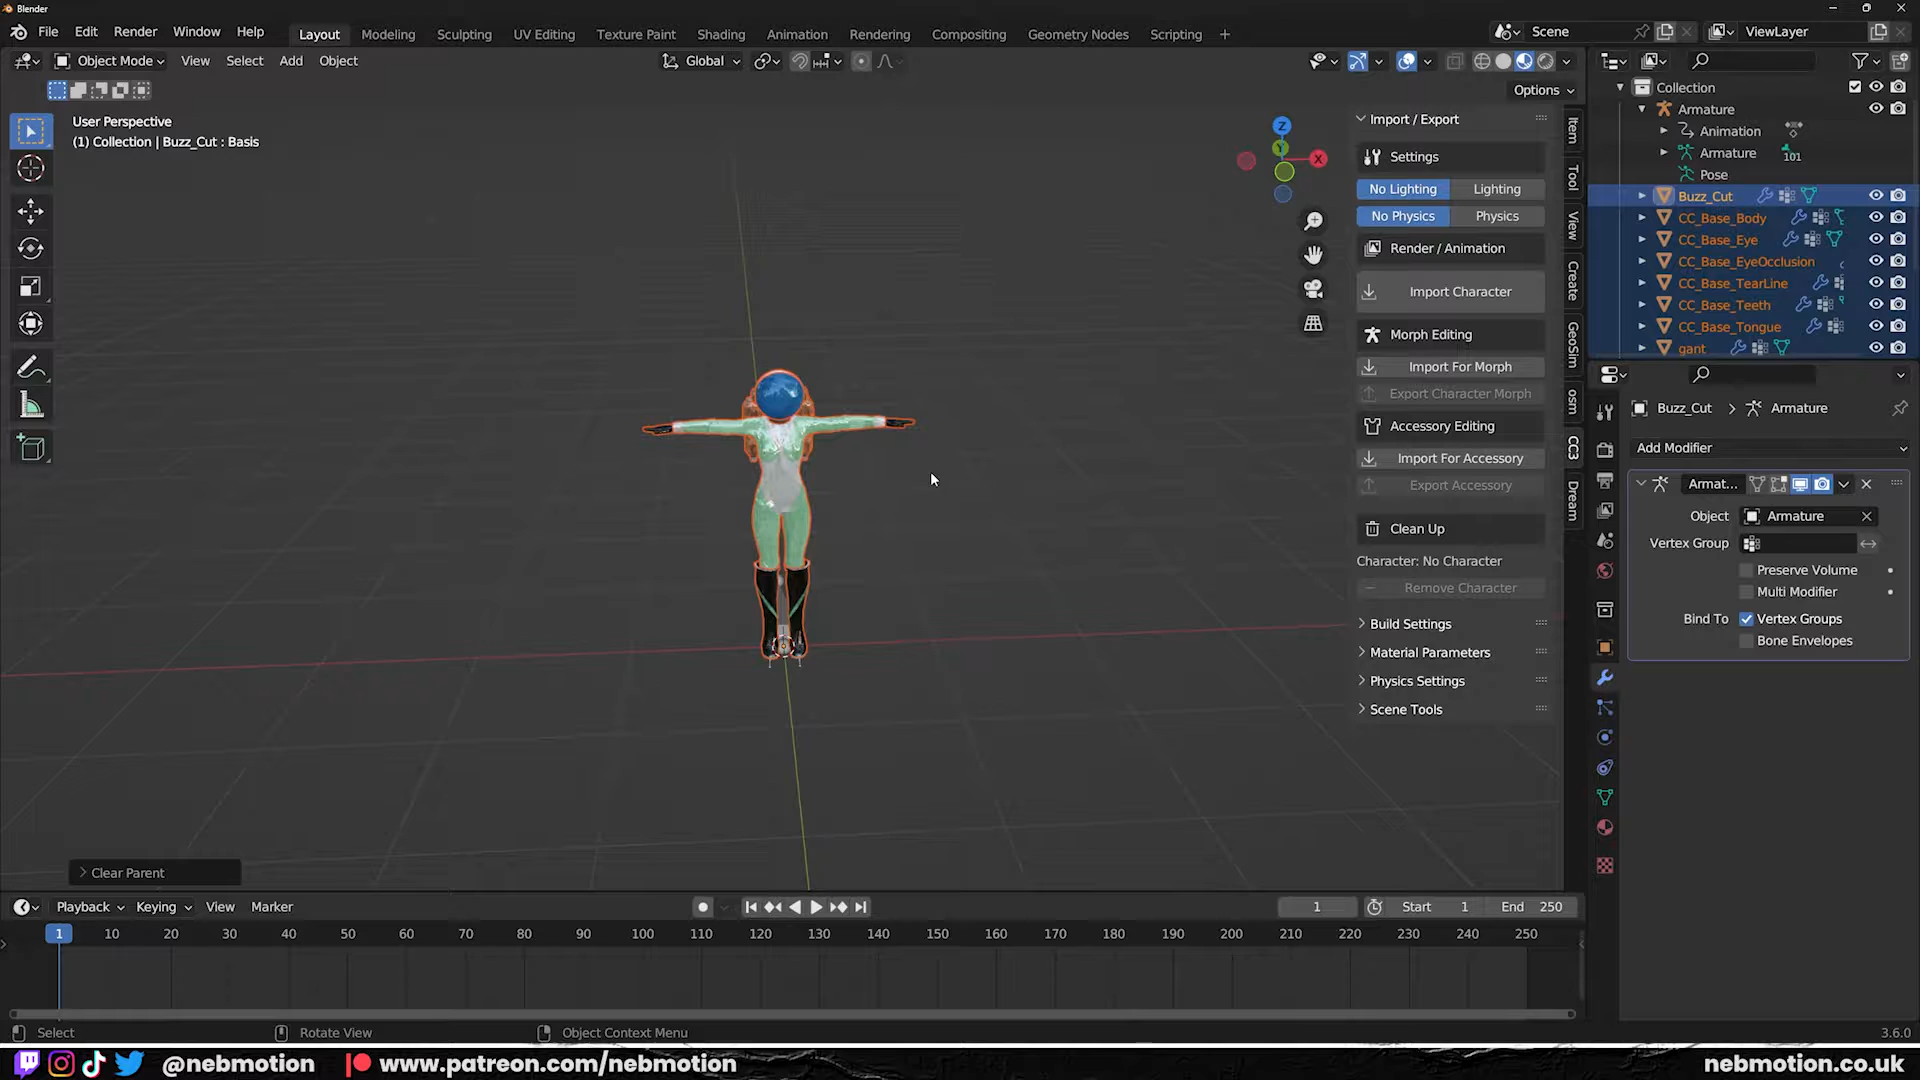 Blender
File Edit Render Window Help
Layout Modeling Sculpting UV Editing Texture Paint Shading Animation Rendering Compositing Geometry Nodes Scripting +
Scene
ViewLayer
Object Mode View Select Add Object
Global
Options
User Perspective
(1) Collection | Buzz_Cut : Basis
Z
Y
X
Import / Export
Settings
No Lighting Lighting
No Physics Physics
Render / Animation
Import Character
Morph Editing
Import For Morph
Export Character Morph
Accessory Editing
Import For Accessory
Export Accessory
Clean Up
Character: No Character
Remove Character
Build Settings
Material Parameters
Physics Settings
Scene Tools
Item
Tool
View
Create
GeoSim
osm
CC3
Dream
Collection
Armature
Animation
Armature 101
Pose
Buzz_Cut
CC_Base_Body
CC_Base_Eye
CC_Base_EyeOcclusion
CC_Base_TearLine
CC_Base_Teeth
CC_Base_Tongue
gant
Buzz_Cut > Armature
Add Modifier
Armat...
Object Armature
Vertex Group
Preserve Volume
Multi Modifier
Bind To Vertex Groups
Bone Envelopes
Clear Parent
Playback Keying View Marker
1 Start 1 End 250
1 10 20 30 40 50 60 70 80 90 100 110 120 130 140 150 160 170 180 190 200 210 220 230 240 250
Select Rotate View Object Context Menu 3.6.0
@nebmotion www.patreon.com/nebmotion nebmotion.co.uk